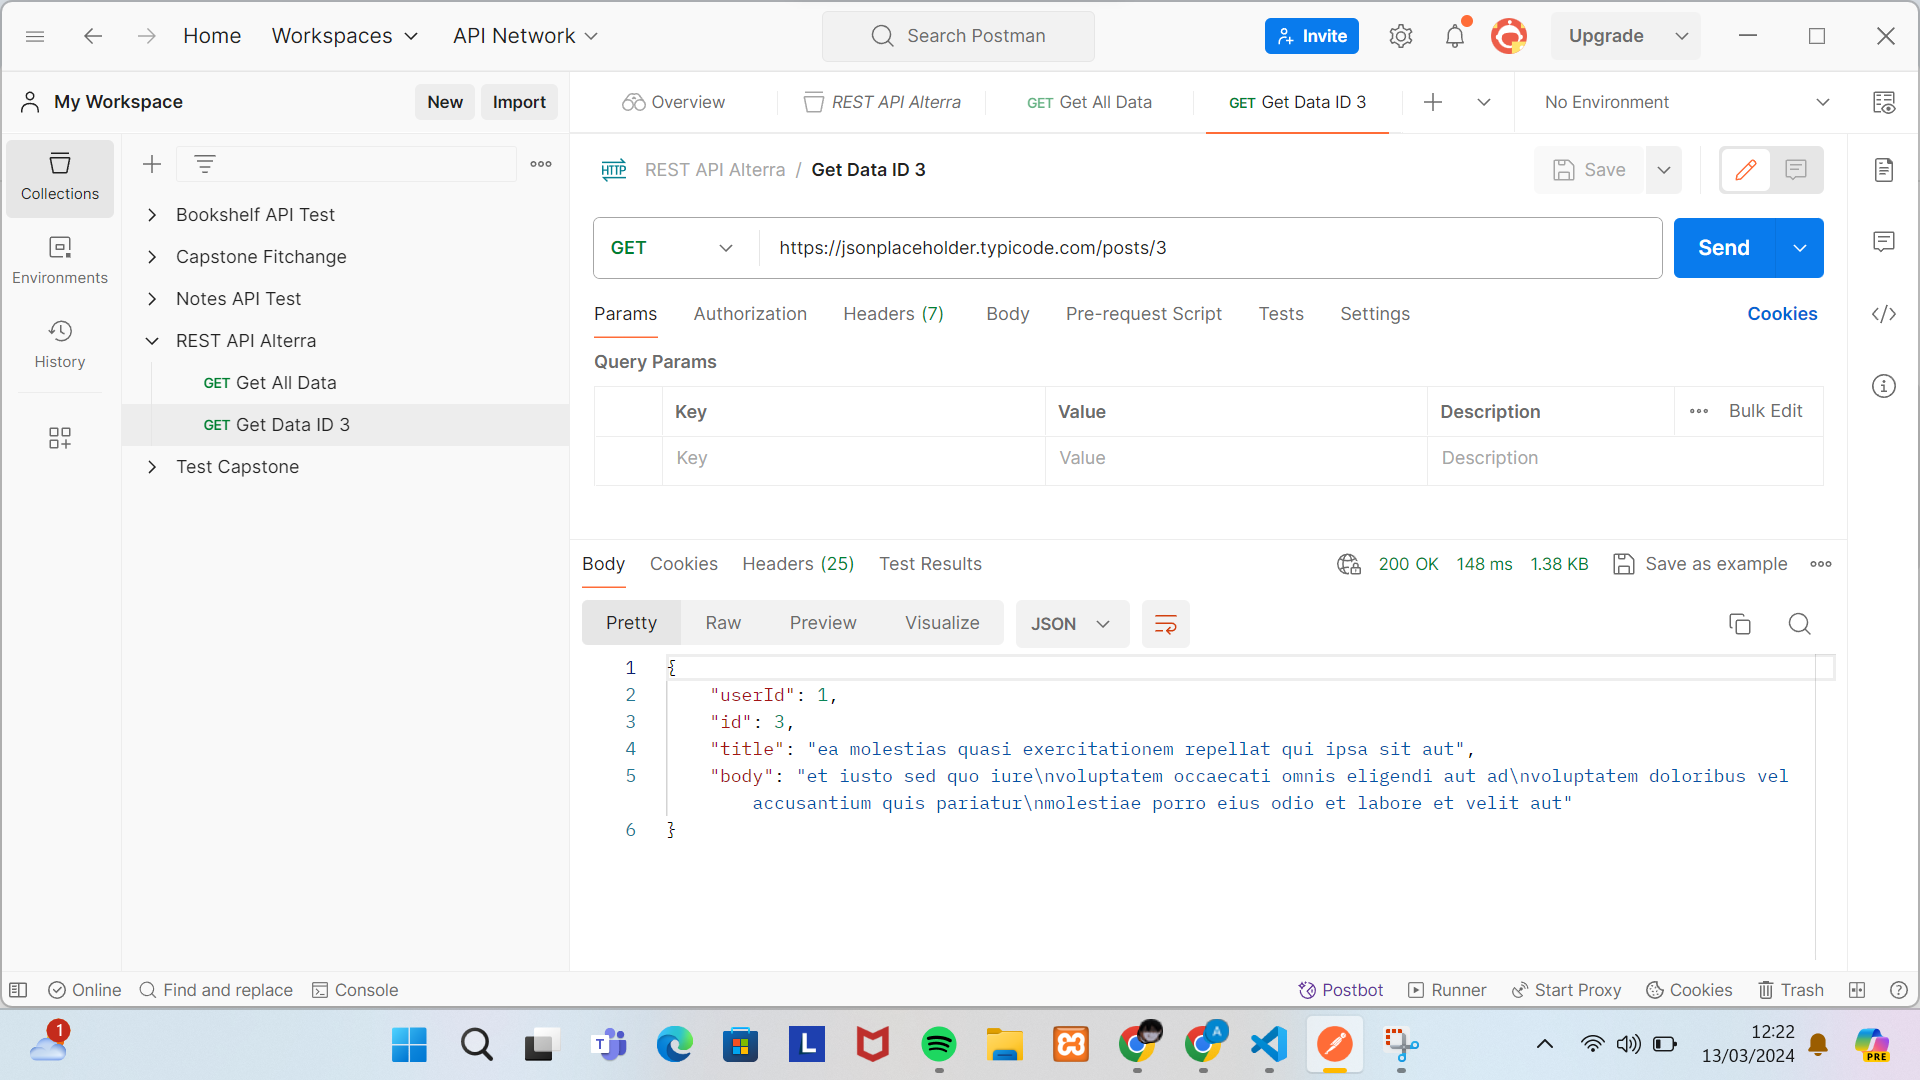 Home
Workspaces
API Network
Search Postman
Invite
Upgrade
My Workspace
New
Import
Overview
REST API Alterra
GET Get All Data
GET Get Data ID 3
No Environment
Collections
Environments
History
Bookshelf API Test
Capstone Fitchange
Notes API Test
REST API Alterra
GET Get All Data
GET Get Data ID 3
Test Capstone
HTTP
REST API Alterra / Get Data ID 3
Save
GET
https://jsonplaceholder.typicode.com/posts/3
Send
Params Authorization Headers (7) Body Pre-request Script Tests Settings
Cookies
Query Params
Key Value Description
Bulk Edit
Key Value Description
Body Cookies Headers (25) Test Results
200 OK 148 ms 1.38 KB
Save as example
Pretty Raw Preview Visualize
JSON
1 {
2 "userId": 1,
3 "id": 3,
4 "title": "ea molestias quasi exercitationem repellat qui ipsa sit aut",
5 "body": "et iusto sed quo iure\nvoluptatem occaecati omnis eligendi aut ad\nvoluptatem doloribus vel
accusantium quis pariatur\nmolestiae porro eius odio et labore et velit aut"
6 }
Online
Find and replace
Console
Postbot
Runner
Start Proxy
Cookies
Trash
1
T
L
A
12:22
13/03/2024
PRE